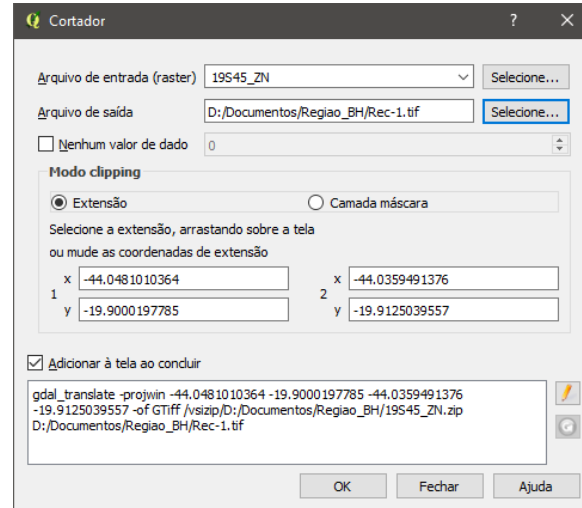 Cortador ? ×
Arquivo de entrada (raster) 19S45_ZN Selecione...
Arquivo de saída D:/Documentos/Regiao_BH/Rec-1.tif Selecione...
Nenhum valor de dado 0
Modo clipping
Extensão Camada máscara
Selecione a extensão, arrastando sobre a tela
ou mude as coordenadas de extensão
x -44.0481010364 x -44.0359491376
1 2
y -19.9000197785 y -19.9125039557
Adicionar à tela ao concluir
gdal_translate -projwin -44.0481010364 -19.9000197785 -44.0359491376
-19.9125039557 -of GTiff /vsizip/D:/Documentos/Regiao_BH/19S45_ZN.zip
D:/Documentos/Regiao_BH/Rec-1.tif
OK Fechar Ajuda